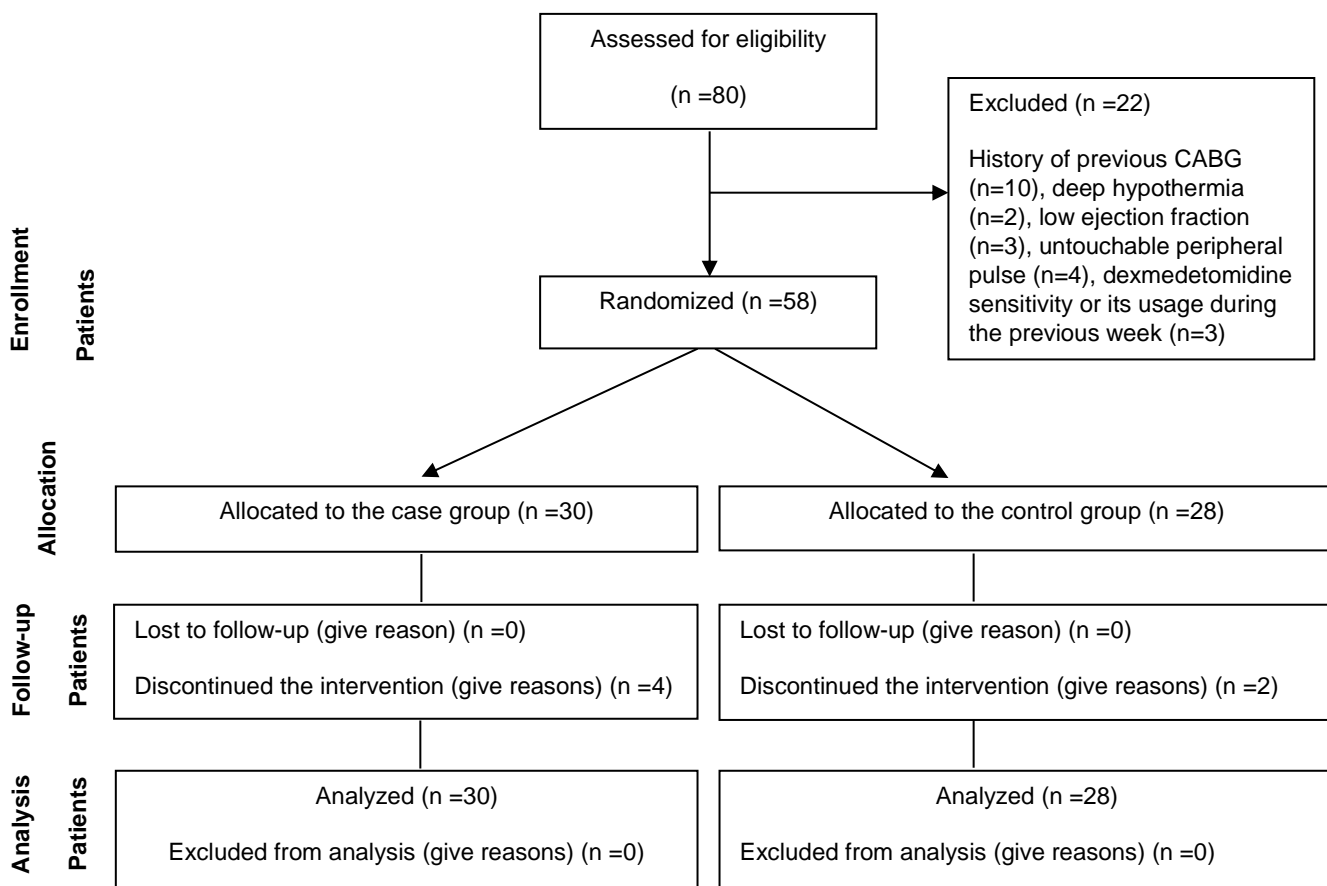 Assessed for eligibility
(n =80)
Excluded (n =22)
History of previous CABG
(n=10), deep hypothermia
(n=2), low ejection fraction
(n=3), untouchable peripheral
pulse (n=4), dexmedetomidine
sensitivity or its usage during
the previous week (n=3)
Enrollment
Patients
Randomized (n =58)
Allocation
Allocated to the case group (n =30)
Allocated to the control group (n =28)
Follow-up
Patients
Lost to follow-up (give reason) (n =0)
Discontinued the intervention (give reasons) (n =4)
Lost to follow-up (give reason) (n =0)
Discontinued the intervention (give reasons) (n =2)
Analysis
Patients
Analyzed (n =30)
Excluded from analysis (give reasons) (n =0)
Analyzed (n =28)
Excluded from analysis (give reasons) (n =0)